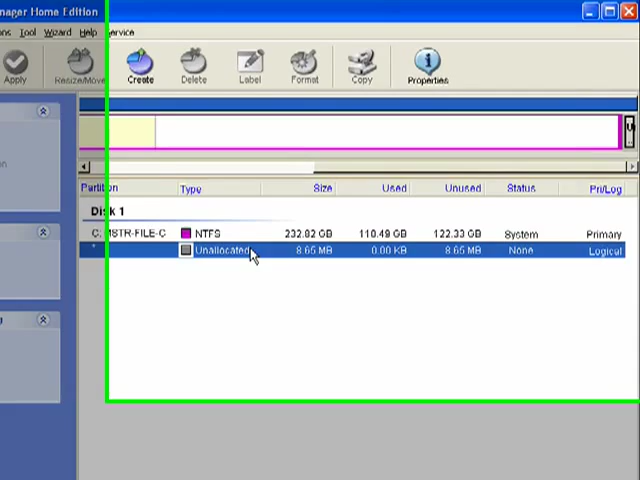 nager Home Edition
ons Tool Wizard Help Service
Apply Resize/Move Create Delete Label Format Copy Properties
Partition Type Size Used Unused Status Pri/Log
Disk 1
C: MSTR-FILE-C NTFS 232.82 GB 110.49 GB 122.33 GB System Primary
* Unallocated 8.65 MB 0.00 KB 8.65 MB None Logical